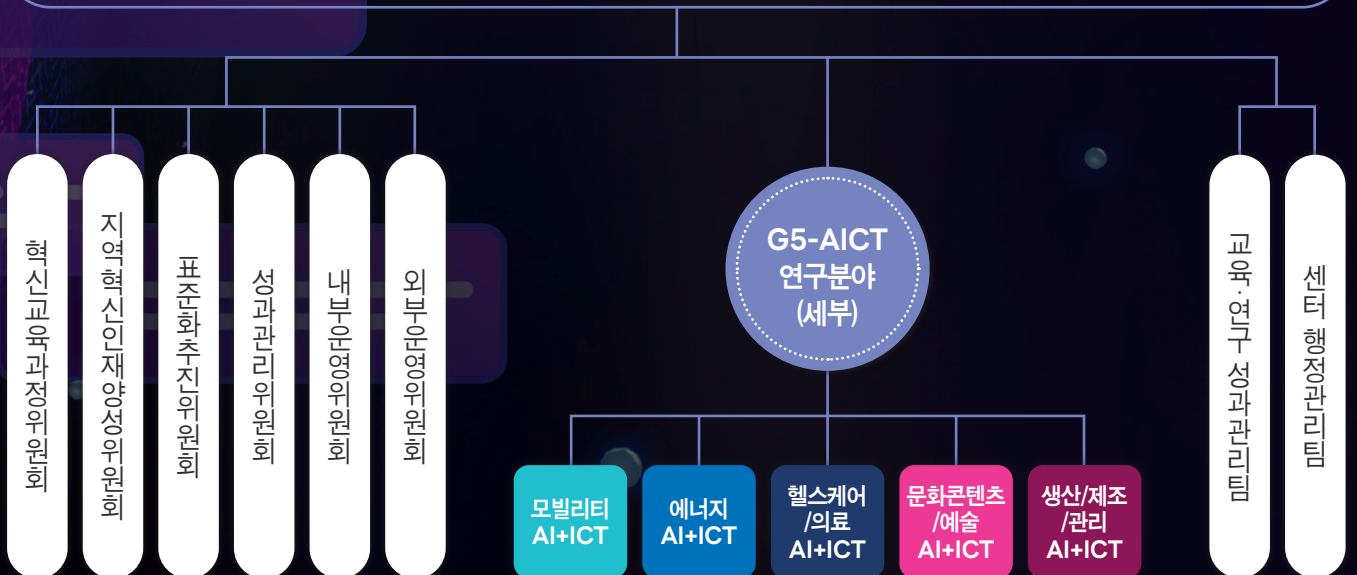 혁신교육과정위원회
지역혁신인재양성위원회
표준화추진위원회
성과관리위원회
내부운영위원회
외부운영위원회
G5-AICT
연구분야
(세부)
모빌리티
AI+ICT
에너지
AI+ICT
헬스케어
/의료
AI+ICT
문화콘텐츠
/예술
AI+ICT
생산/제조
/관리
AI+ICT
교육·연구 성과관리팀
센터 행정관리팀